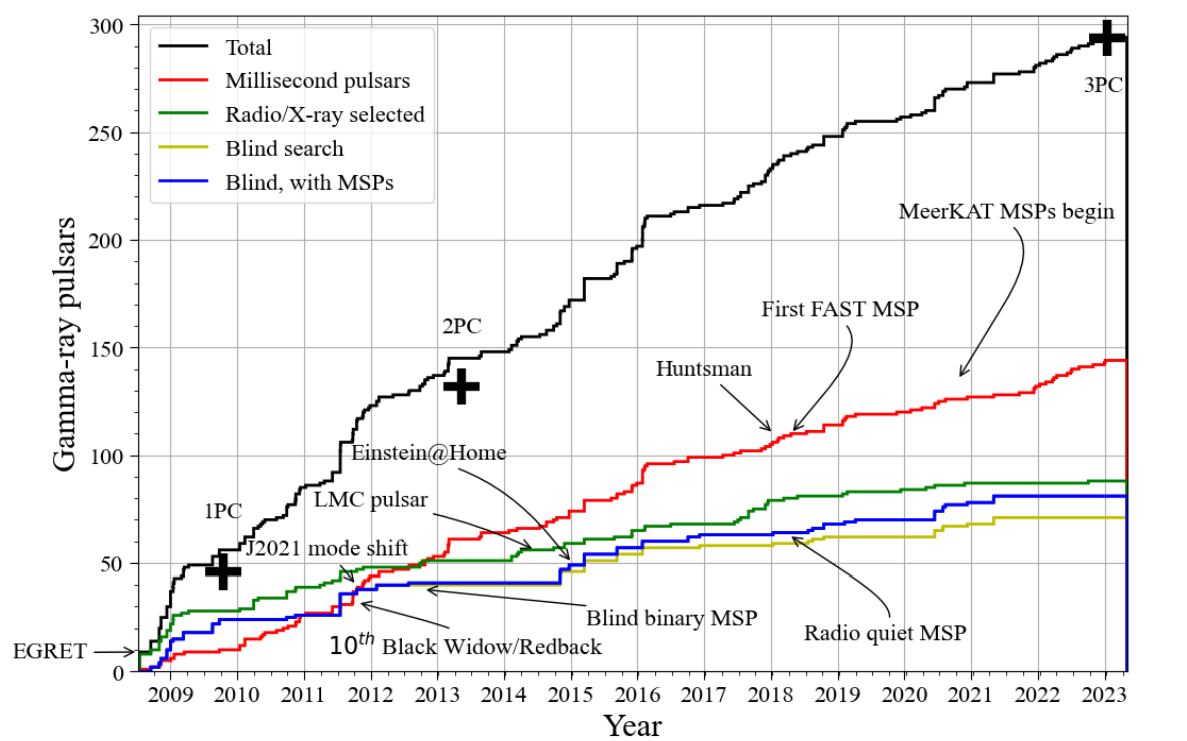 300
250
200
150
100
50
0
Gamma-ray pulsars
Total
Millisecond pulsars
Radio/X-ray selected
Blind search
Blind, with MSPs
3PC
MeerKAT MSPs begin
First FAST MSP
2PC
Huntsman
Einstein@Home
LMC pulsar
1PC
J2021 mode shift
Blind binary MSP
Radio quiet MSP
10th Black Widow/Redback
EGRET
2009 2010 2011 2012 2013 2014 2015 2016 2017 2018 2019 2020 2021 2022 2023
Year